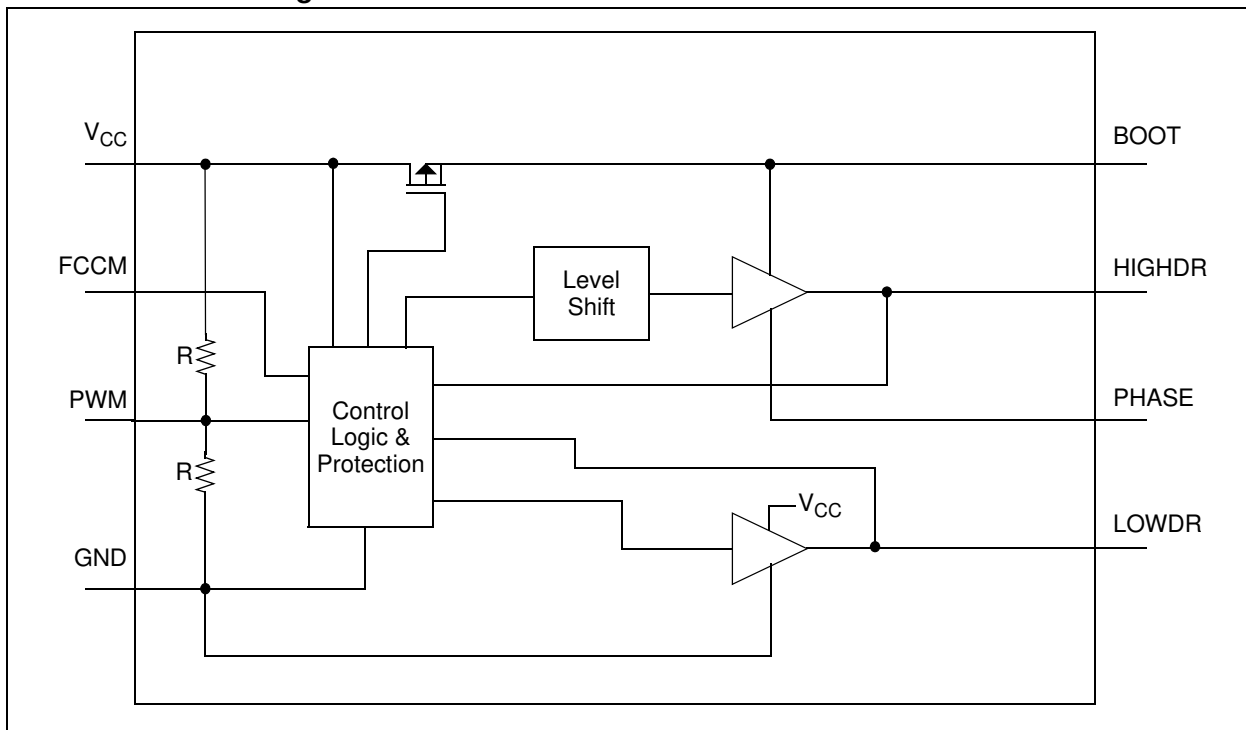 V_CC
BOOT
FCCM
Level
Shift
HIGHDR
R
PWM
Control
Logic &
Protection
PHASE
R
V_CC
GND
LOWDR